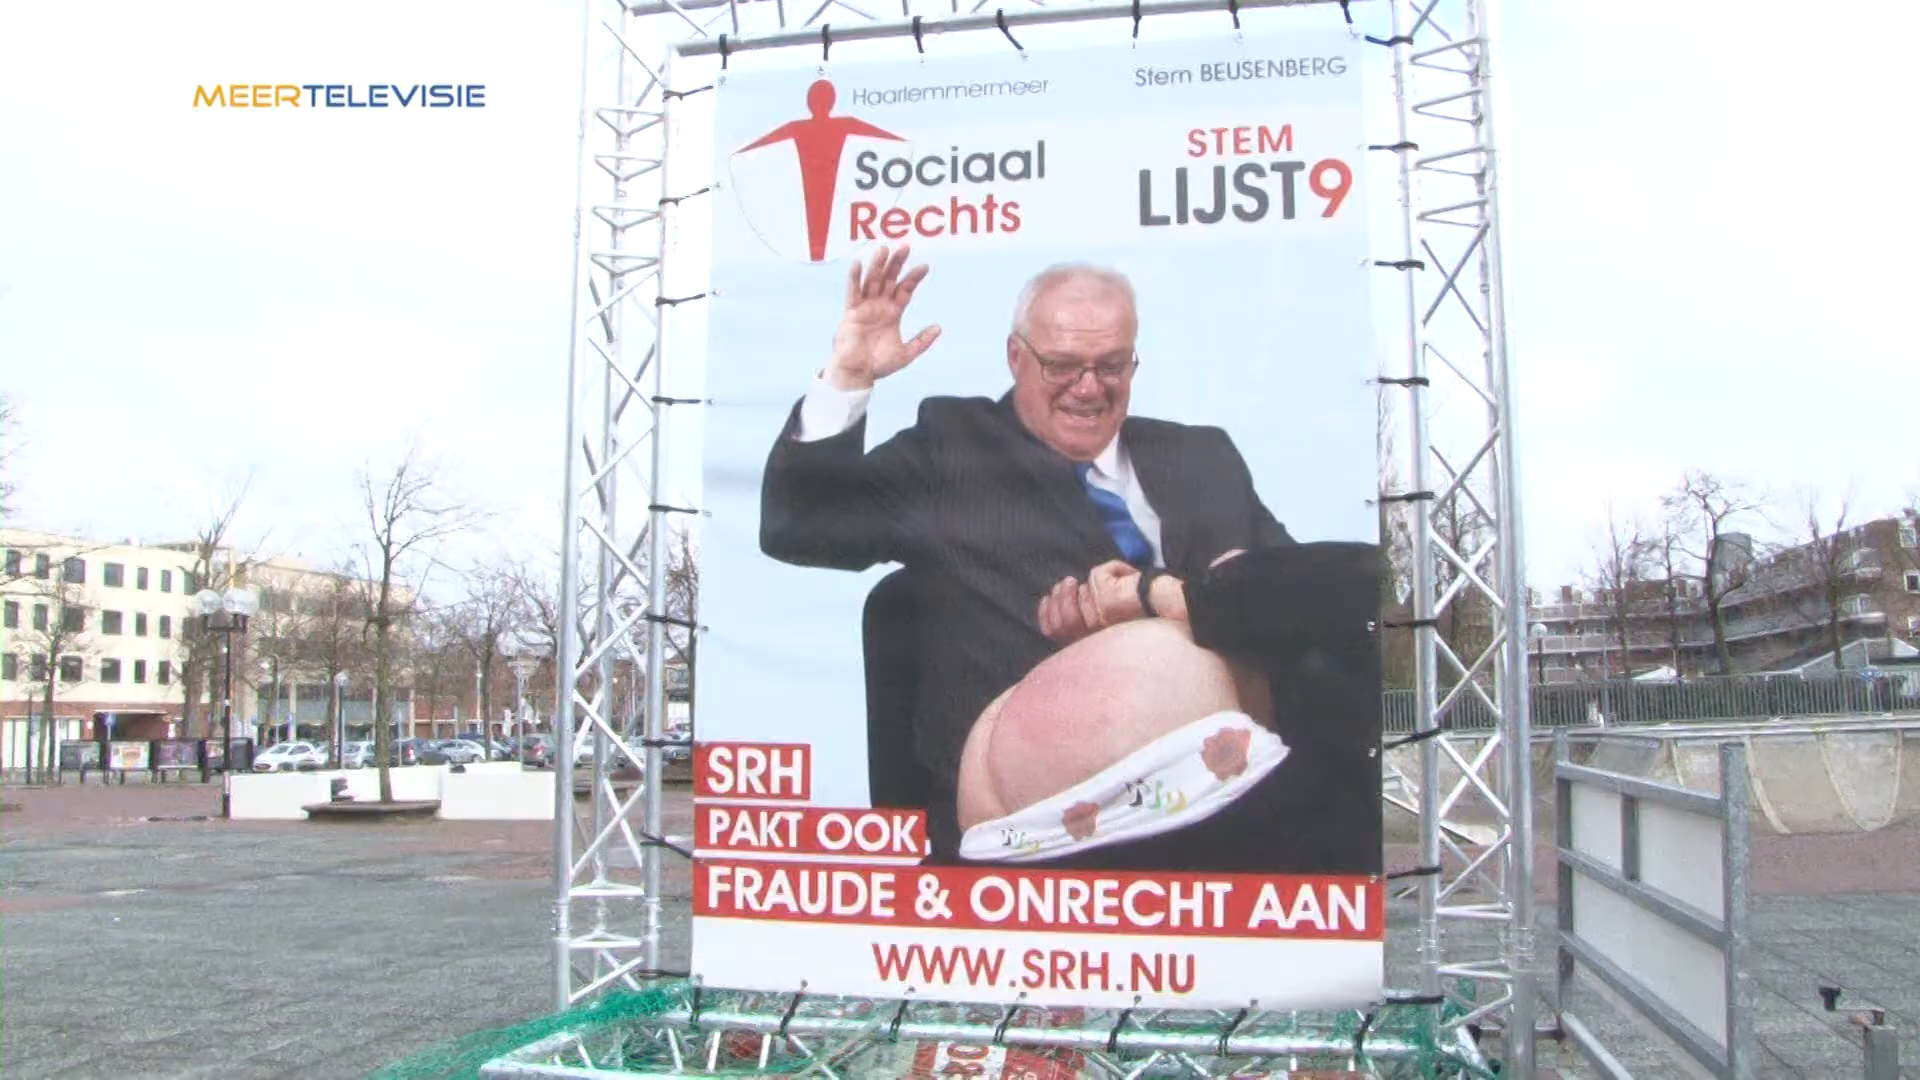 MEERTELEVISIE
Haarlemmermeer
Stem BEUSENBERG
Sociaal
Rechts
STEM
LIJST9
SRH
PAKT OOK
FRAUDE & ONRECHT AAN
WWW.SRH.NU